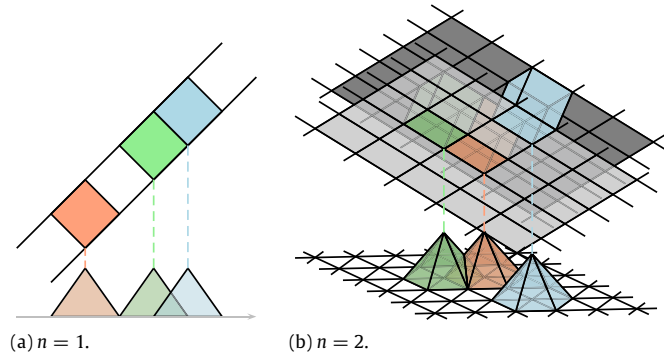 (a) n = 1.
(b) n = 2.